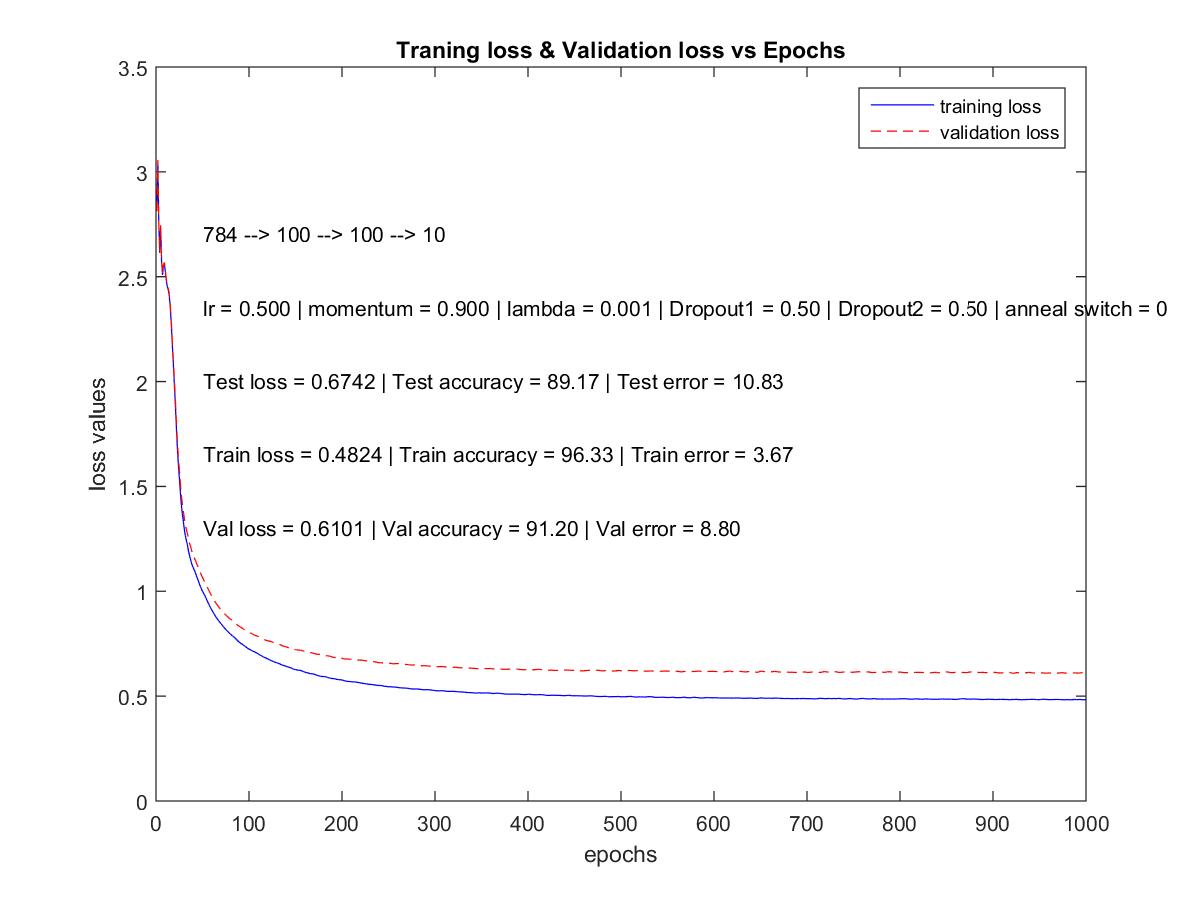 Traning loss & Validation loss vs Epochs
3.5
3
2.5
2
1.5
1
0.5
0
loss values
training loss
validation loss
784 --> 100 --> 100 --> 10
lr = 0.500 | momentum = 0.900 | lambda = 0.001 | Dropout1 = 0.50 | Dropout2 = 0.50 | anneal switch = 0
Test loss = 0.6742 | Test accuracy = 89.17 | Test error = 10.83
Train loss = 0.4824 | Train accuracy = 96.33 | Train error = 3.67
Val loss = 0.6101 | Val accuracy = 91.20 | Val error = 8.80
0 100 200 300 400 500 600 700 800 900 1000
epochs